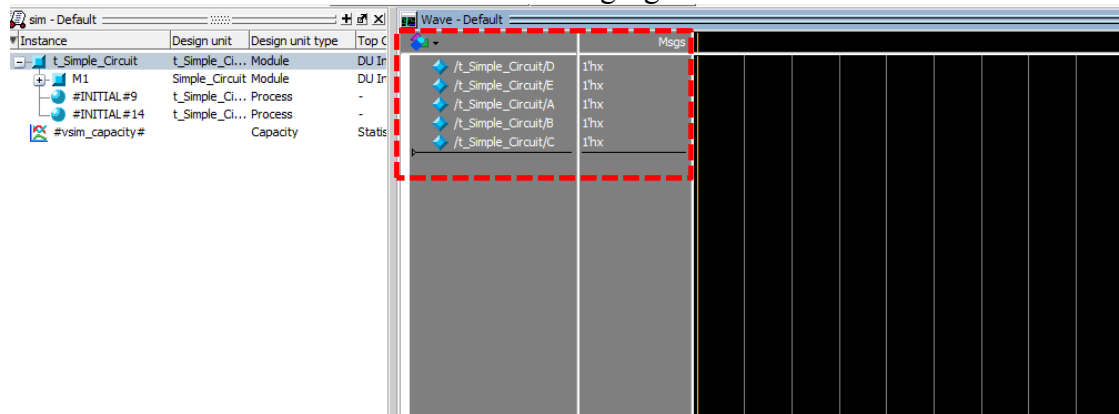 sim - Default
Instance Design unit Design unit type Top C
t_Simple_Circuit t_Simple_Ci... Module DU In
M1 Simple_Circuit Module DU In
#INITIAL#9 t_Simple_Ci... Process -
#INITIAL#14 t_Simple_Ci... Process -
#vsim_capacity# Capacity Statis
Wave - Default
Msgs
/t_Simple_Circuit/D 1'hx
/t_Simple_Circuit/E 1'hx
/t_Simple_Circuit/A 1'hx
/t_Simple_Circuit/B 1'hx
/t_Simple_Circuit/C 1'hx